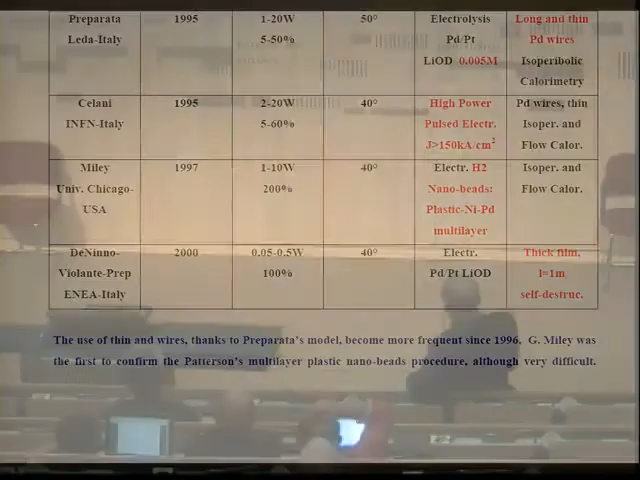 Preparata 1995 1-20W 50° Electrolysis Long and thin
Leda-Italy 5-50% Pd/Pt Pd wires
LiOD 0.005M Isoperibolic
Calorimetry
Celani 1995 2-20W 40° High Power Pd wires, thin
INFN-Italy 5-60% Pulsed Electr. Isoper. and
J>150kA/cm² Flow Calor.
Miley 1997 1-10W 40° Electr. H2 Isoper. and
Univ. Chicago- 200% Nano-beads: Flow Calor.
USA Plastic-Ni-Pd
multilayer
DeNinno- 2000 0.05-0.5W 40° Electr. Thick film,
Violante-Prep 100% Pd/Pt LiOD l=1m
ENEA-Italy self-destruc.
The use of thin and wires, thanks to Preparata's model, become more frequent since 1996. G. Miley was
the first to confirm the Patterson's multilayer plastic nano-beads procedure, although very difficult.